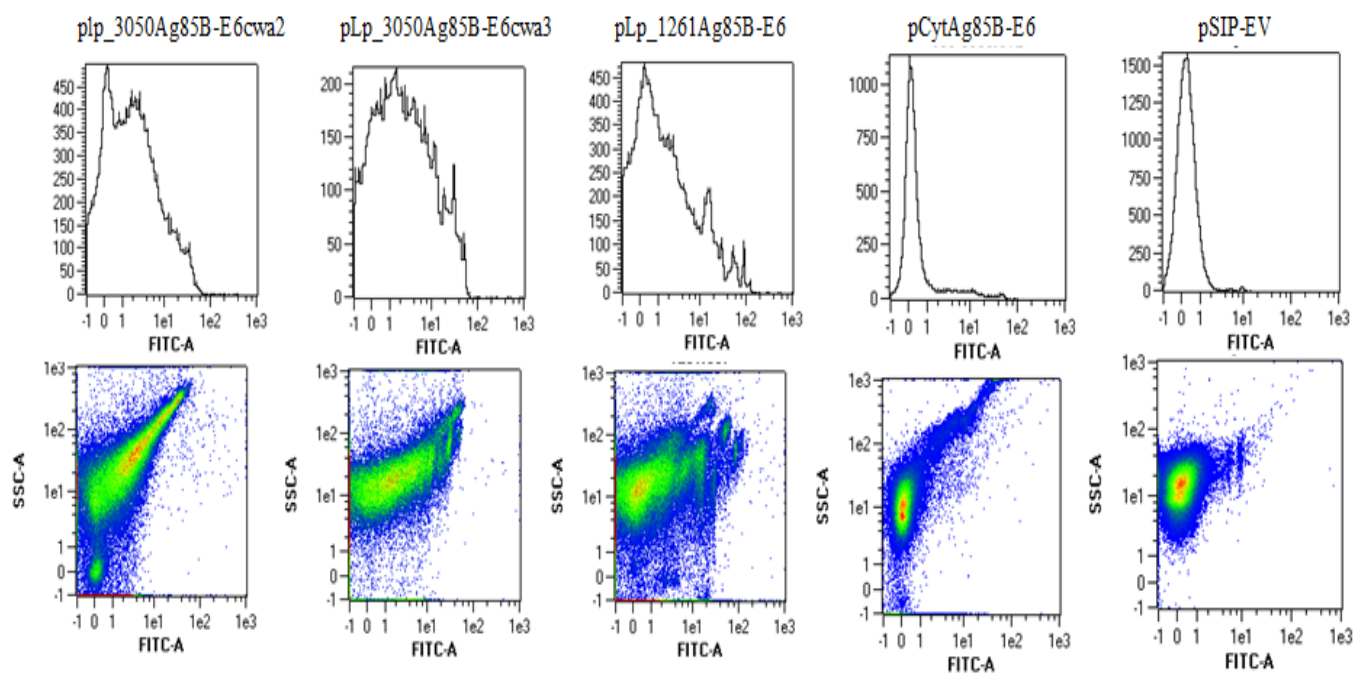 plp_3050Ag85B-E6cwa2 pLp_3050Ag85B-E6cwa3 pLp_1261Ag85B-E6 pCytAg85B-E6 pSIP-EV
450
400
350
300
250
200
150
100
50
0
-1 0 1 1e1 1e2 1e3
FITC-A
200
150
100
50
0
-1 0 1 1e1 1e2 1e3
FITC-A
450
400
350
300
250
200
150
100
50
0
-1 0 1 1e1 1e2 1e3
FITC-A
1000
750
500
250
0
-1 0 1 1e1 1e2 1e3
FITC-A
1500
1250
1000
750
500
250
0
-1 0 1 1e1 1e2 1e3
FITC-A
SSC-A
1e3
1e2
1e1
1
0
-1
-1 0 1 1e1 1e2 1e3
FITC-A
SSC-A
1e3
1e2
1e1
1
0
-1
-1 0 1 1e1 1e2 1e3
FITC-A
SSC-A
1e3
1e2
1e1
1
0
-1
-1 0 1 1e1 1e2 1e3
FITC-A
SSC-A
1e3
1e2
1e1
1
0
-1
-1 0 1 1e1 1e2 1e3
FITC-A
SSC-A
1e3
1e2
1e1
1
0
-1
-1 0 1 1e1 1e2 1e3
FITC-A